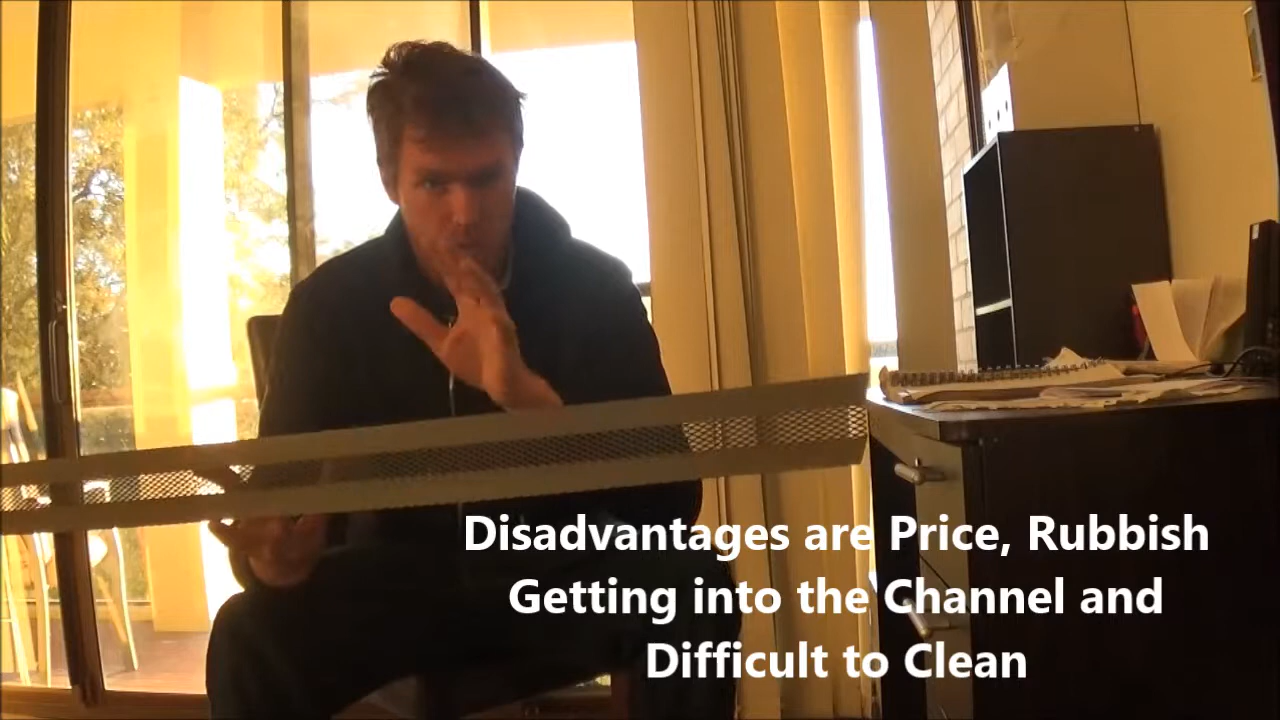 Disadvantages are Price, Rubbish
Getting into the Channel and
Difficult to Clean